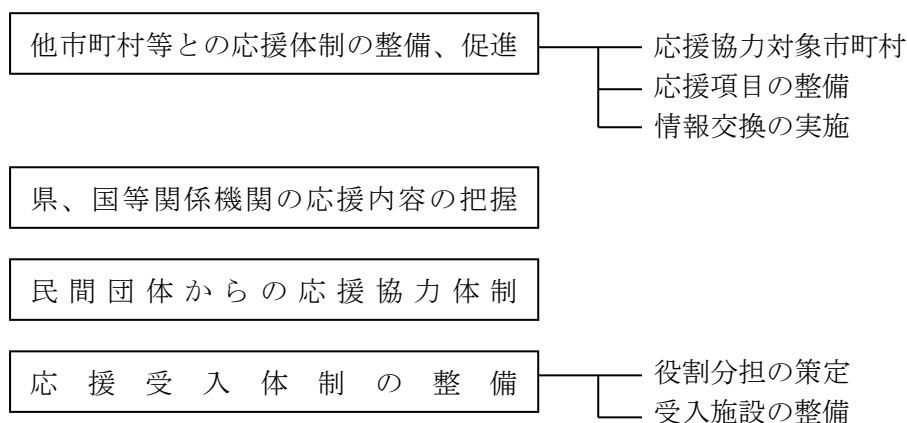 他市町村等との応援体制の整備、促進
応援協力対象市町村
応援項目の整備
情報交換の実施
県、国等関係機関の応援内容の把握
民間団体からの応援協力体制
応援受入体制の整備
役割分担の策定
受入施設の整備